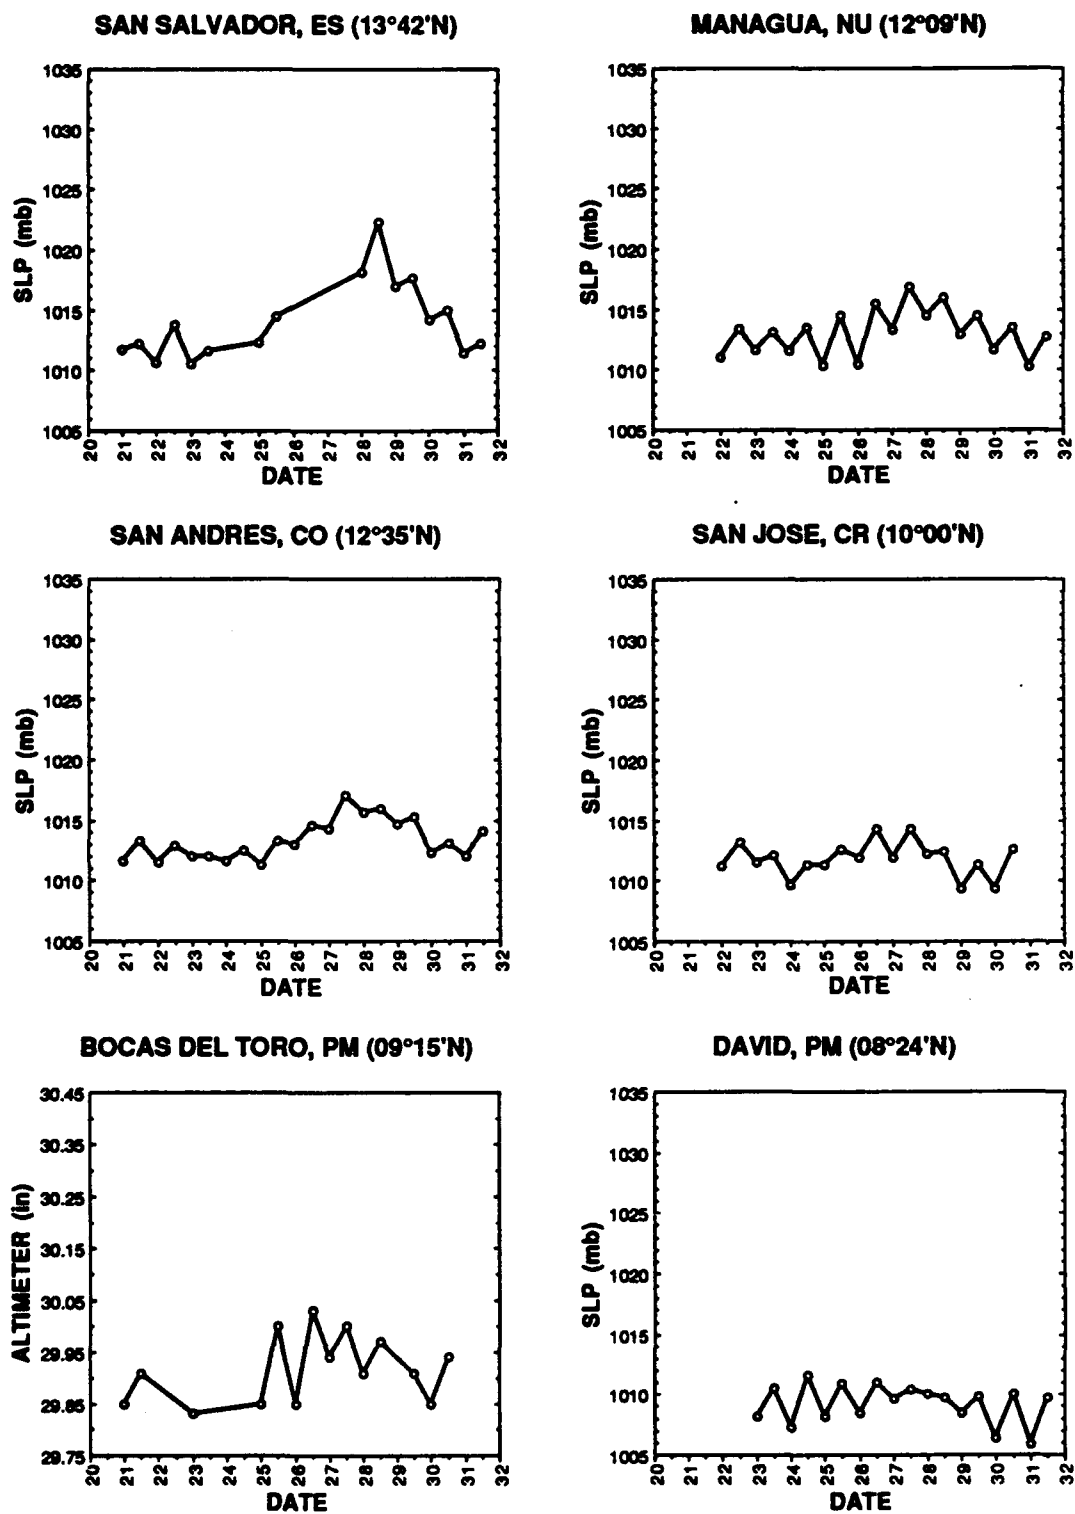 SAN SALVADOR, ES (13°42'N)
1035
1030
1025
1020
1015
1010
1005
SLP (mb)
20 21 22 23 24 25 26 27 28 29 30 31 32
DATE
MANAGUA, NU (12°09'N)
1035
1030
1025
1020
1015
1010
1005
SLP (mb)
20 21 22 23 24 25 26 27 28 29 30 31 32
DATE
SAN ANDRES, CO (12°35'N)
1035
1030
1025
1020
1015
1010
1005
SLP (mb)
20 21 22 23 24 25 26 27 28 29 30 31 32
DATE
SAN JOSE, CR (10°00'N)
1035
1030
1025
1020
1015
1010
1005
SLP (mb)
20 21 22 23 24 25 26 27 28 29 30 31 32
DATE
BOCAS DEL TORO, PM (09°15'N)
30.45
30.35
30.25
30.15
30.05
29.95
29.85
29.75
ALTIMETER (in)
20 21 22 23 24 25 26 27 28 29 30 31 32
DATE
DAVID, PM (08°24'N)
1035
1030
1025
1020
1015
1010
1005
SLP (mb)
20 21 22 23 24 25 26 27 28 29 30 31 32
DATE